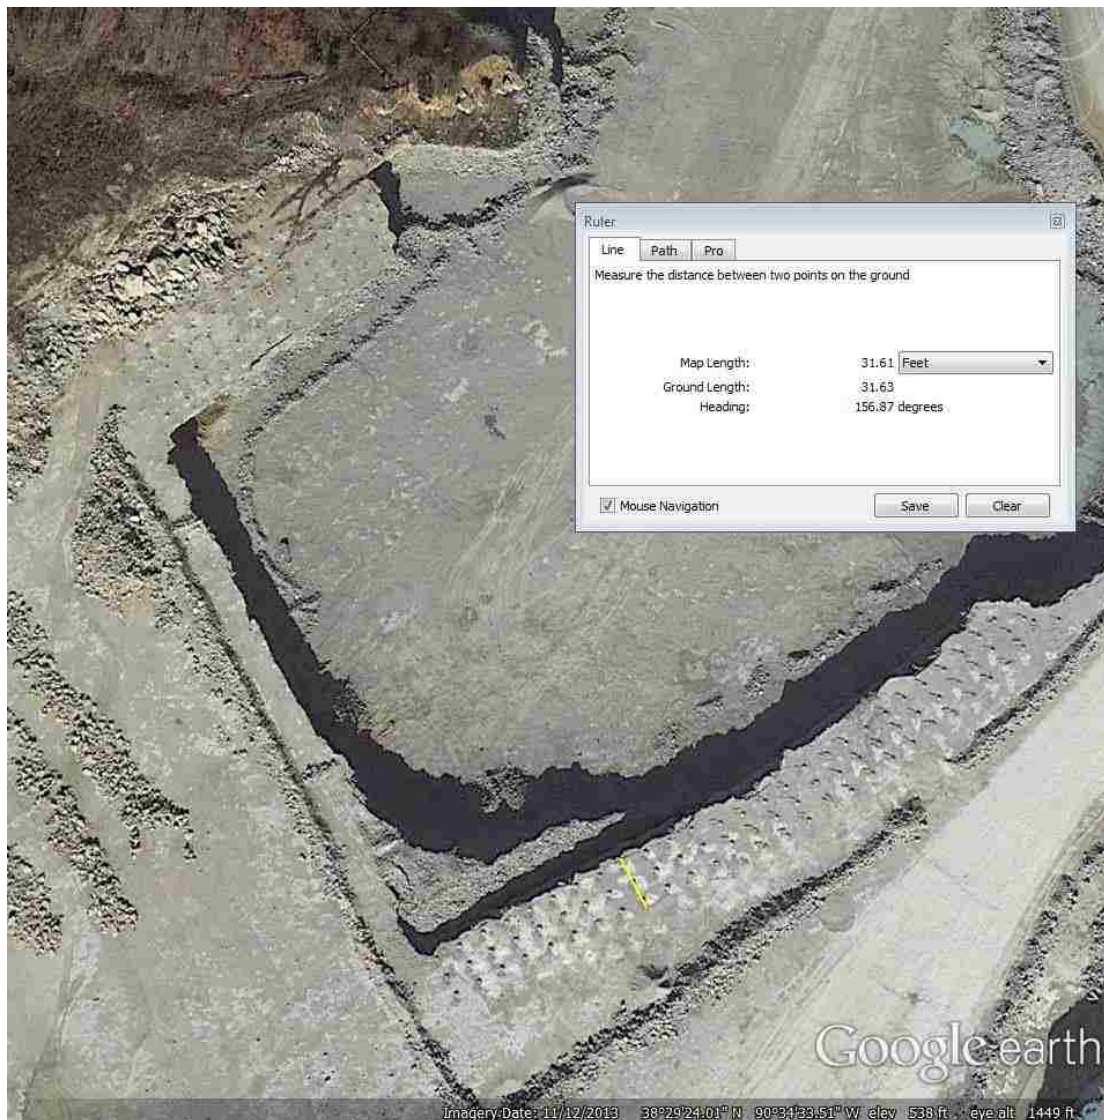 Ruler
Line Path Pro
Measure the distance between two points on the ground
Map Length: 31.61 Feet
Ground Length: 31.63
Heading: 156.87 degrees
Mouse Navigation Save Clear
Google earth
Imagery Date: 11/12/2013 38°29'24.01" N 90°34'33.51" W elev 538 ft eye alt 1449 ft